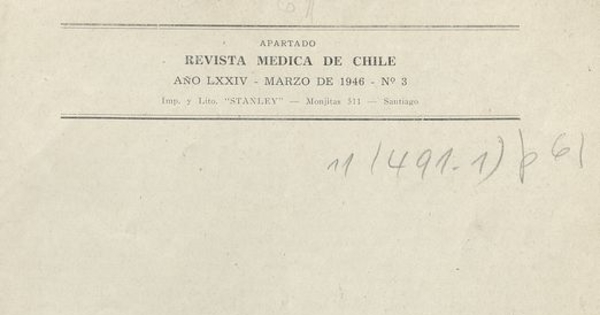 APARTADO
REVISTA MEDICA DE CHILE
AÑO LXXIV - MARZO DE 1946 - Nº 3
Imp. y Lito. "STANLEY" — Monjitas 511 — Santiago
11 (491-1) p 6)